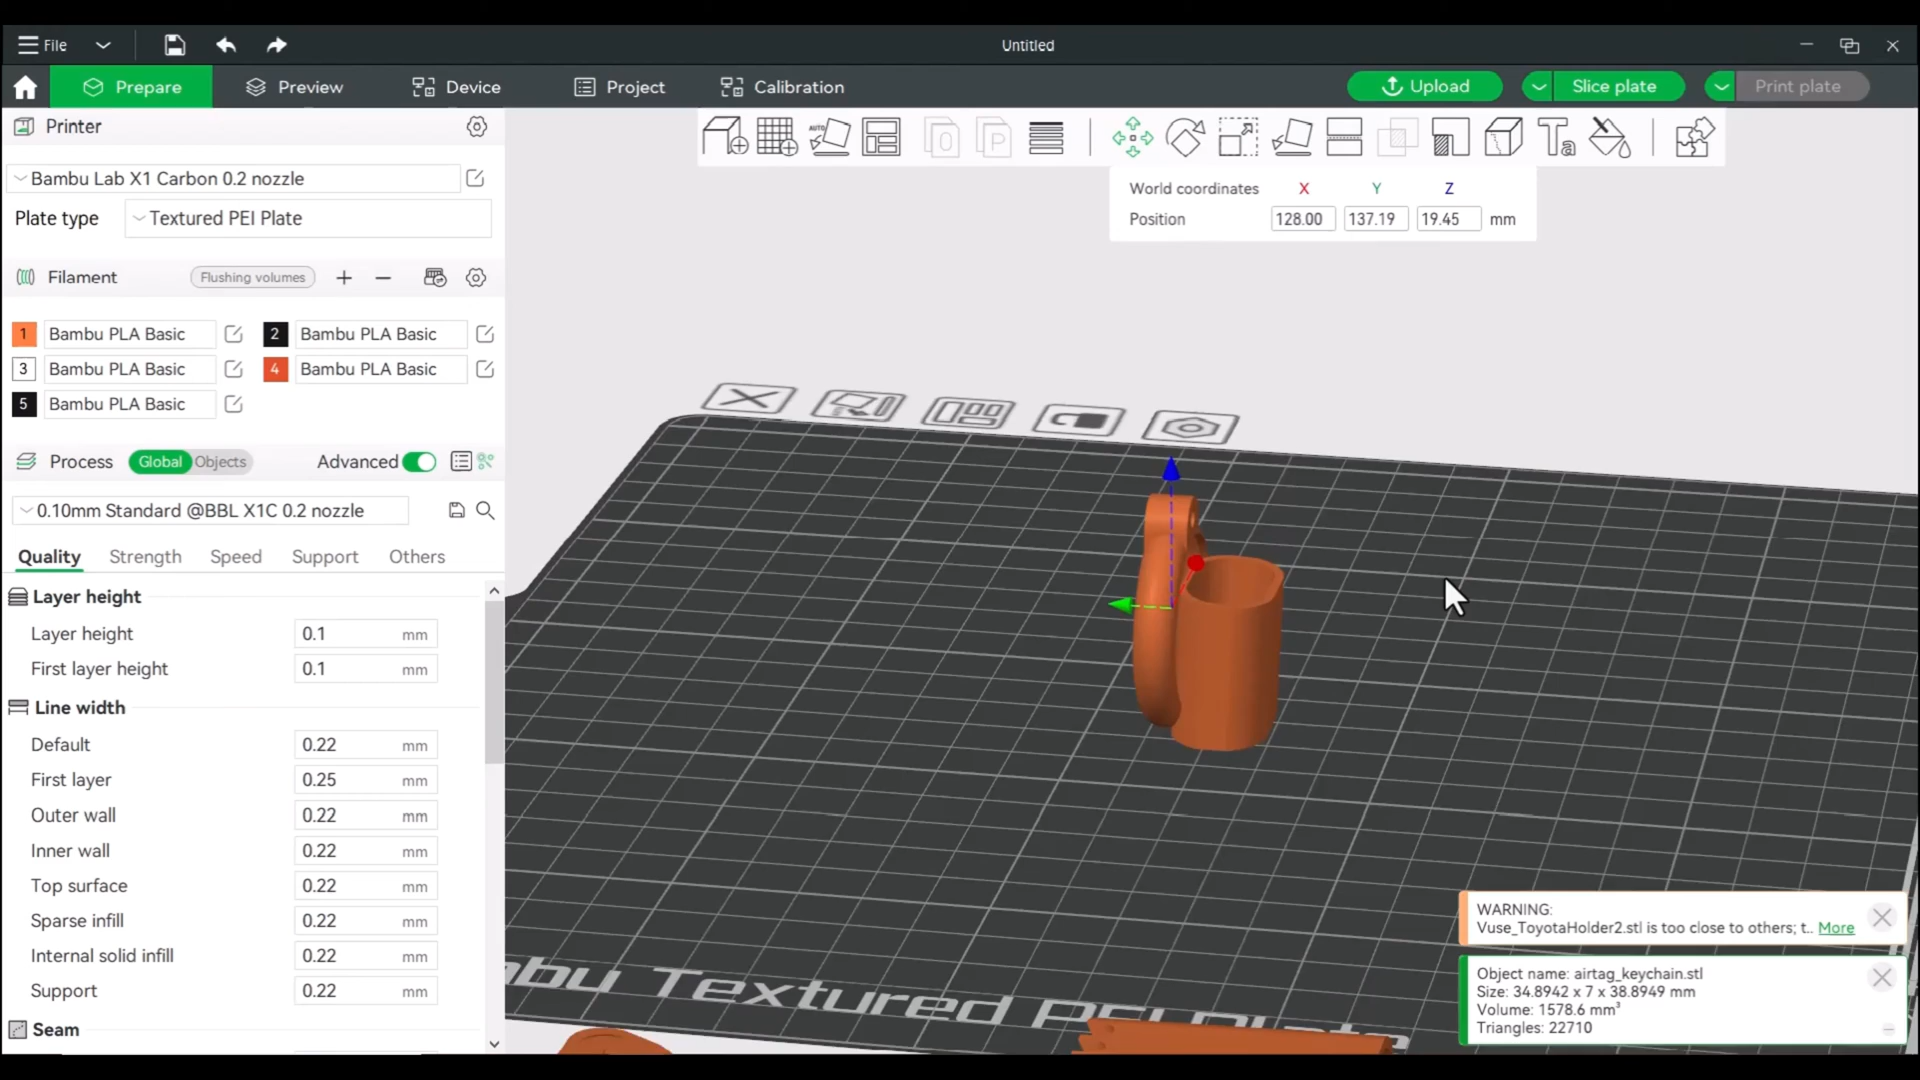 File
Untitled
Prepare
Preview
Device
Project
Calibration
Upload
Slice plate
Print plate
Printer
Bambu Lab X1 Carbon 0.2 nozzle
Plate type
Textured PEI Plate
Filament
Flushing volumes
1 Bambu PLA Basic
2 Bambu PLA Basic
3 Bambu PLA Basic
4 Bambu PLA Basic
5 Bambu PLA Basic
Process
Global
Objects
Advanced
0.10mm Standard @BBL X1C 0.2 nozzle
Quality
Strength
Speed
Support
Others
Layer height
Layer height 0.1 mm
First layer height 0.1 mm
Line width
Default 0.22 mm
First layer 0.25 mm
Outer wall 0.22 mm
Inner wall 0.22 mm
Top surface 0.22 mm
Sparse infill 0.22 mm
Internal solid infill 0.22 mm
Support 0.22 mm
Seam
AUTO
O
P
Ta
World coordinates X Y Z
Position 128.00 137.19 19.45 mm
mbu Textured PEI Plate
WARNING:
Vuse_ToyotaHolder2.stl is too close to others; t.. More
Object name: airtag_keychain.stl
Size: 34.8942 x 7 x 38.8949 mm
Volume: 1578.6 mm³
Triangles: 22710